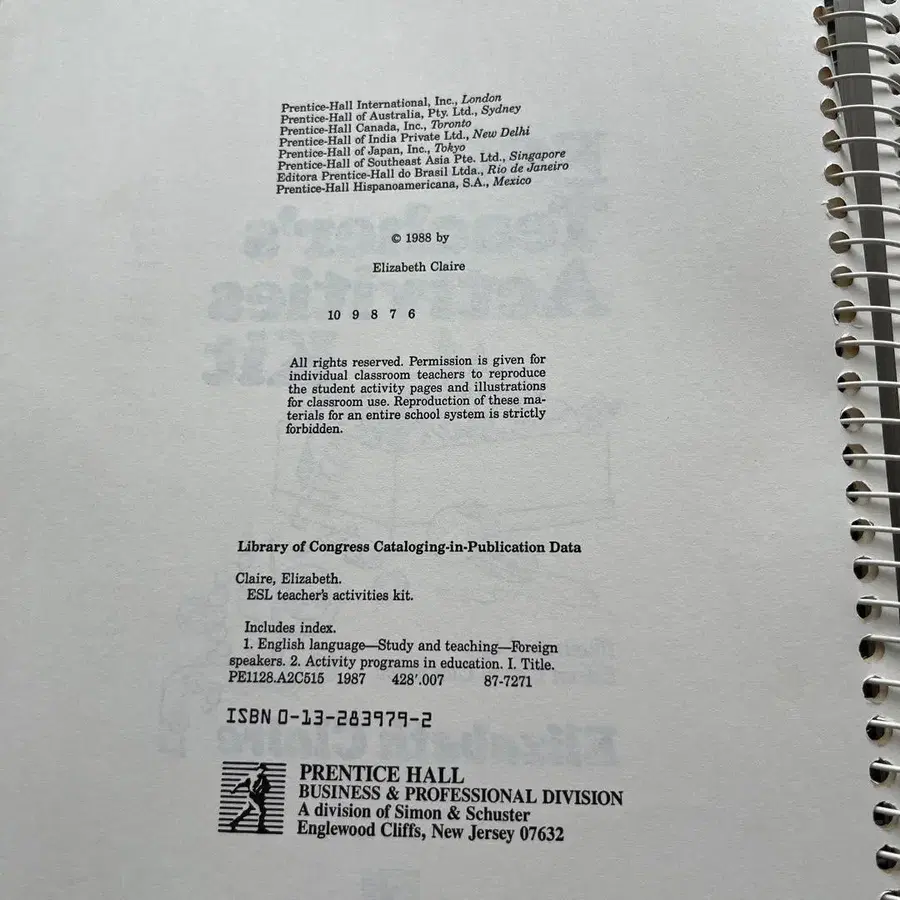 Prentice-Hall International, Inc., London
Prentice-Hall of Australia, Pty. Ltd., Sydney
Prentice-Hall Canada, Inc., Toronto
Prentice-Hall of India Private Ltd., New Delhi
Prentice-Hall of Japan, Inc., Tokyo
Prentice-Hall of Southeast Asia Pte. Ltd., Singapore
Editora Prentice-Hall do Brasil Ltda., Rio de Janeiro
Prentice-Hall Hispanoamericana, S.A., Mexico
© 1988 by
Elizabeth Claire
10 9 8 7 6
All rights reserved. Permission is given for
individual classroom teachers to reproduce
the student activity pages and illustrations
for classroom use. Reproduction of these ma-
terials for an entire school system is strictly
forbidden.
Library of Congress Cataloging-in-Publication Data
Claire, Elizabeth.
ESL teacher's activities kit.
Includes index.
1. English language—Study and teaching—Foreign
speakers. 2. Activity programs in education. I. Title.
PE1128.A2C515 1987 428'.007 87-7271
ISBN 0-13-283979-2
PRENTICE HALL
BUSINESS & PROFESSIONAL DIVISION
A division of Simon & Schuster
Englewood Cliffs, New Jersey 07632